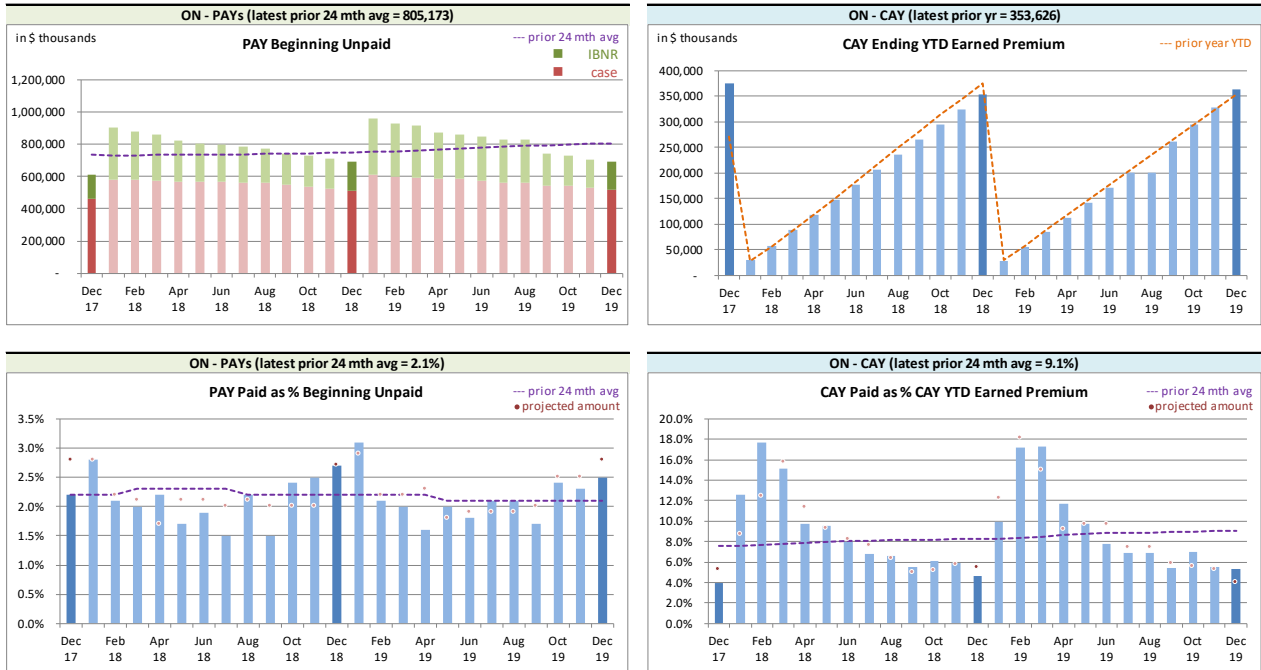 ON - PAYs (latest prior 24 mth avg = 805,173)
in $ thousands
PAY Beginning Unpaid
--- prior 24 mth avg
IBNR
case
1,200,000
1,000,000
800,000
600,000
400,000
200,000
-
Dec Feb Apr Jun Aug Oct Dec Feb Apr Jun Aug Oct Dec
17 18 18 18 18 18 18 19 19 19 19 19 19
ON - CAY (latest prior yr = 353,626)
in $ thousands
CAY Ending YTD Earned Premium
--- prior year YTD
400,000
350,000
300,000
250,000
200,000
150,000
100,000
50,000
-
Dec Feb Apr Jun Aug Oct Dec Feb Apr Jun Aug Oct Dec
17 18 18 18 18 18 18 19 19 19 19 19 19
ON - PAYs (latest prior 24 mth avg = 2.1%)
PAY Paid as % Beginning Unpaid
--- prior 24 mth avg
• projected amount
3.5%
3.0%
2.5%
2.0%
1.5%
1.0%
0.5%
0.0%
Dec Feb Apr Jun Aug Oct Dec Feb Apr Jun Aug Oct Dec
17 18 18 18 18 18 18 19 19 19 19 19 19
ON - CAY (latest prior 24 mth avg = 9.1%)
CAY Paid as % CAY YTD Earned Premium
--- prior 24 mth avg
• projected amount
20.0%
18.0%
16.0%
14.0%
12.0%
10.0%
8.0%
6.0%
4.0%
2.0%
0.0%
Dec Feb Apr Jun Aug Oct Dec Feb Apr Jun Aug Oct Dec
17 18 18 18 18 18 18 19 19 19 19 19 19